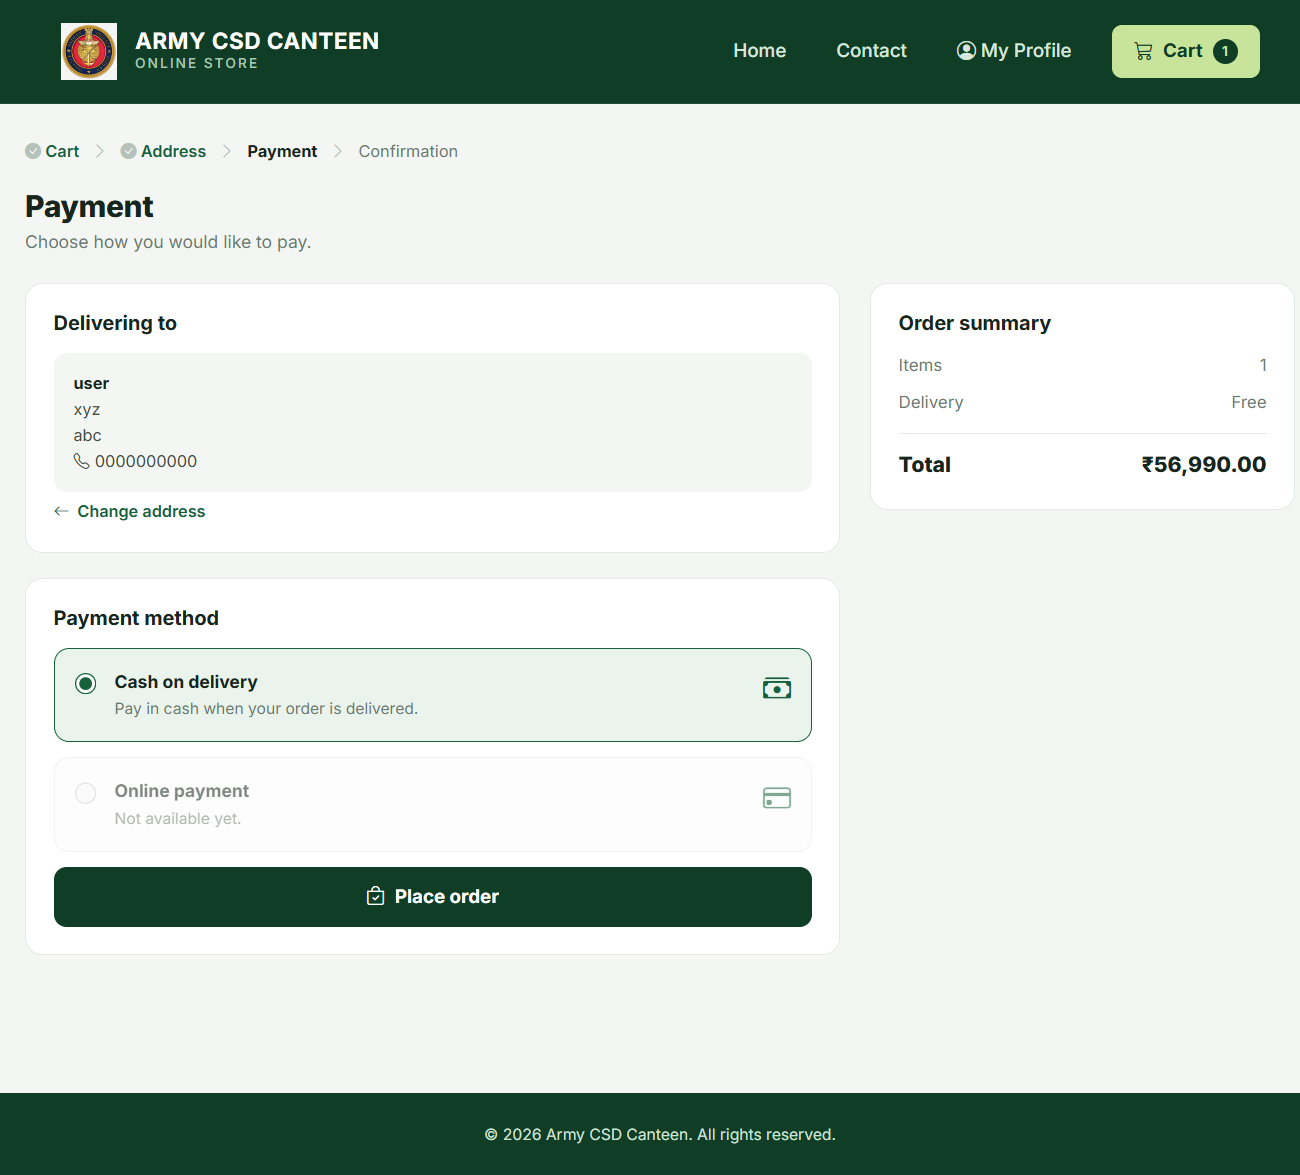 ARMY CSD CANTEEN
ONLINE STORE
Home
Contact
My Profile
Cart 1
Cart
Address
Payment
Confirmation
Payment
Choose how you would like to pay.
Delivering to
user
xyz
abc
0000000000
Change address
Order summary
Items 1
Delivery Free
Total ₹56,990.00
Payment method
Cash on delivery
Pay in cash when your order is delivered.
Online payment
Not available yet.
Place order
© 2026 Army CSD Canteen. All rights reserved.